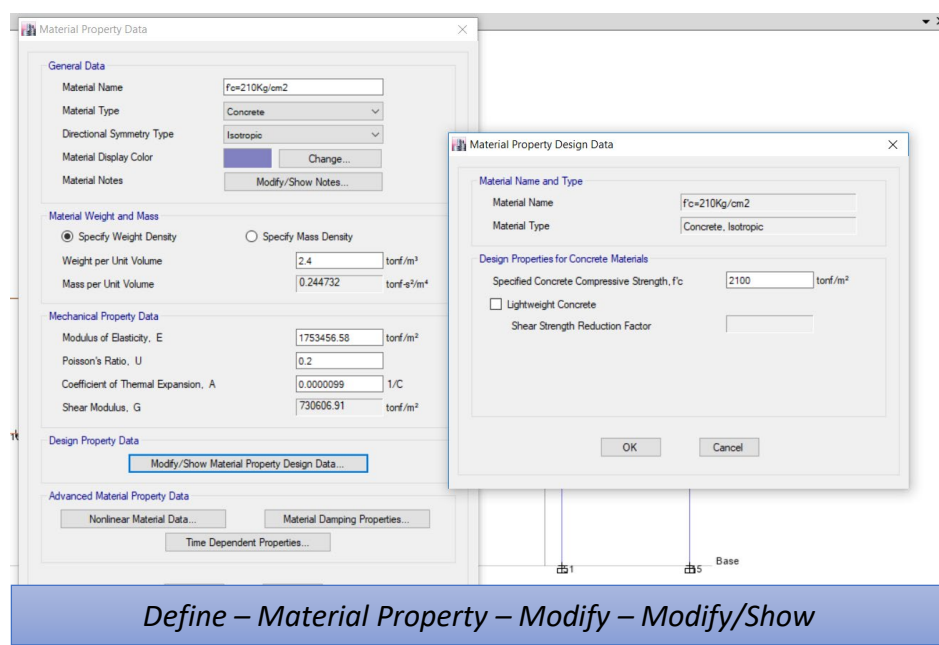 Material Property Data
General Data
Material Name f'c=210Kg/cm2
Material Type Concrete
Directional Symmetry Type Isotropic
Material Display Color Change...
Material Notes Modify/Show Notes...
Material Weight and Mass
Specify Weight Density Specify Mass Density
Weight per Unit Volume 2.4 tonf/m³
Mass per Unit Volume 0.244732 tonf-s²/m⁴
Mechanical Property Data
Modulus of Elasticity, E 1753456.58 tonf/m²
Poisson's Ratio, U 0.2
Coefficient of Thermal Expansion, A 0.0000099 1/C
Shear Modulus, G 730606.91 tonf/m²
Design Property Data
Modify/Show Material Property Design Data...
Advanced Material Property Data
Nonlinear Material Data... Material Damping Properties...
Time Dependent Properties...
Material Property Design Data
Material Name and Type
Material Name f'c=210Kg/cm2
Material Type Concrete, Isotropic
Design Properties for Concrete Materials
Specified Concrete Compressive Strength, f'c 2100 tonf/m²
Lightweight Concrete
Shear Strength Reduction Factor
OK Cancel
Base
Define – Material Property – Modify – Modify/Show